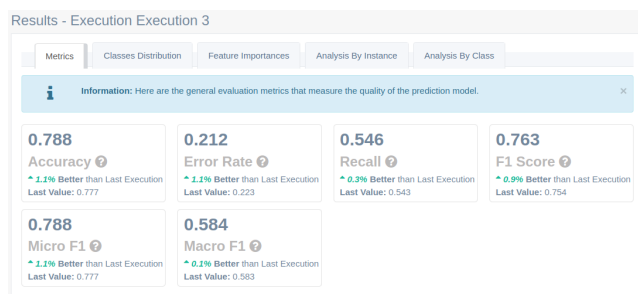 Results - Execution Execution 3
Metrics
Classes Distribution
Feature Importances
Analysis By Instance
Analysis By Class
Information: Here are the general evaluation metrics that measure the quality of the prediction model.
×
0.788
Accuracy ?
1.1% Better than Last Execution
Last Value: 0.777
0.212
Error Rate ?
1.1% Better than Last Execution
Last Value: 0.223
0.546
Recall ?
0.3% Better than Last Execution
Last Value: 0.543
0.763
F1 Score ?
0.9% Better than Last Execution
Last Value: 0.754
0.788
Micro F1 ?
1.1% Better than Last Execution
Last Value: 0.777
0.584
Macro F1 ?
0.1% Better than Last Execution
Last Value: 0.583